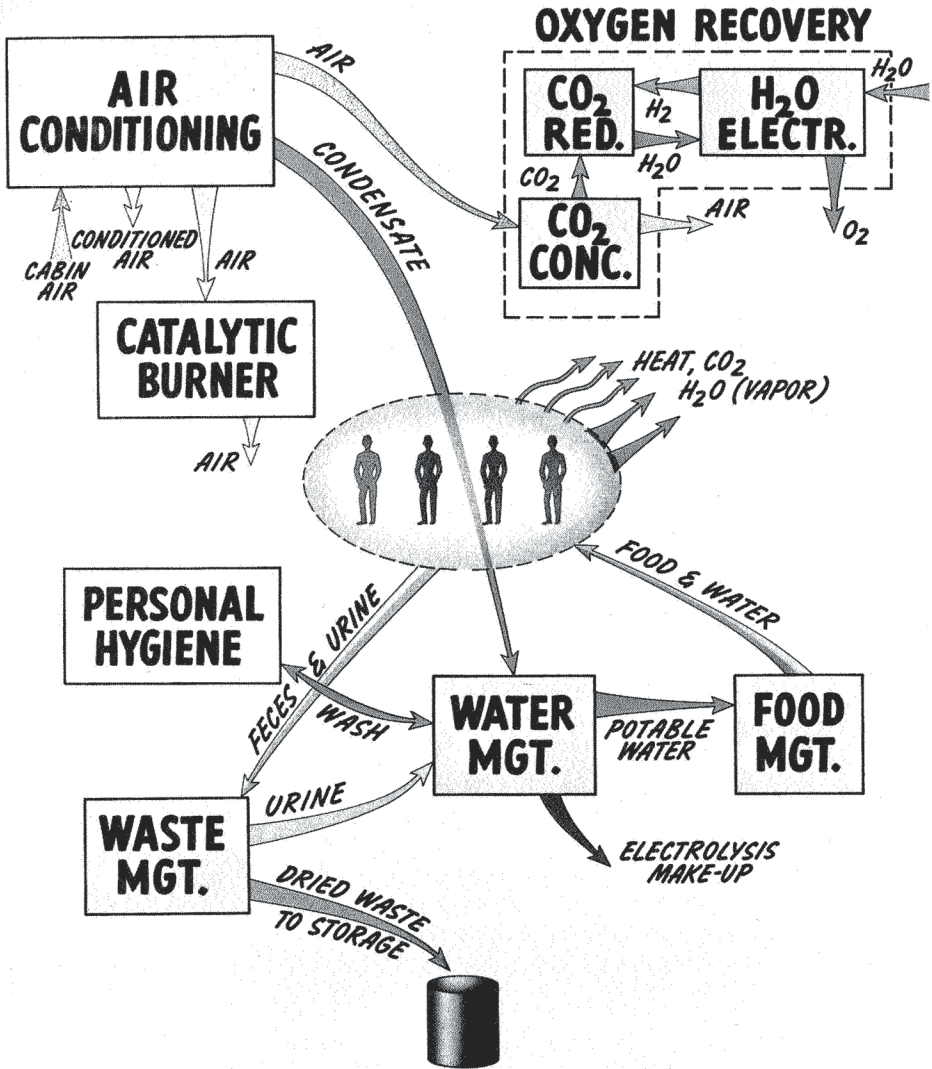 OXYGEN RECOVERY
AIR
CONDITIONING
AIR
CONDENSATE
CO2
RED.
H2
H2O
H2O
ELECTR.
H2O
CO2
CO2
CONC.
AIR
O2
CABIN
AIR
CONDITIONED
AIR
AIR
CATALYTIC
BURNER
AIR
HEAT, CO2
H2O (VAPOR)
PERSONAL
HYGIENE
FECES & URINE
WASH
FOOD & WATER
WATER
MGT.
POTABLE
WATER
FOOD
MGT.
WASTE
MGT.
URINE
ELECTROLYSIS
MAKE-UP
DRIED WASTE
TO STORAGE